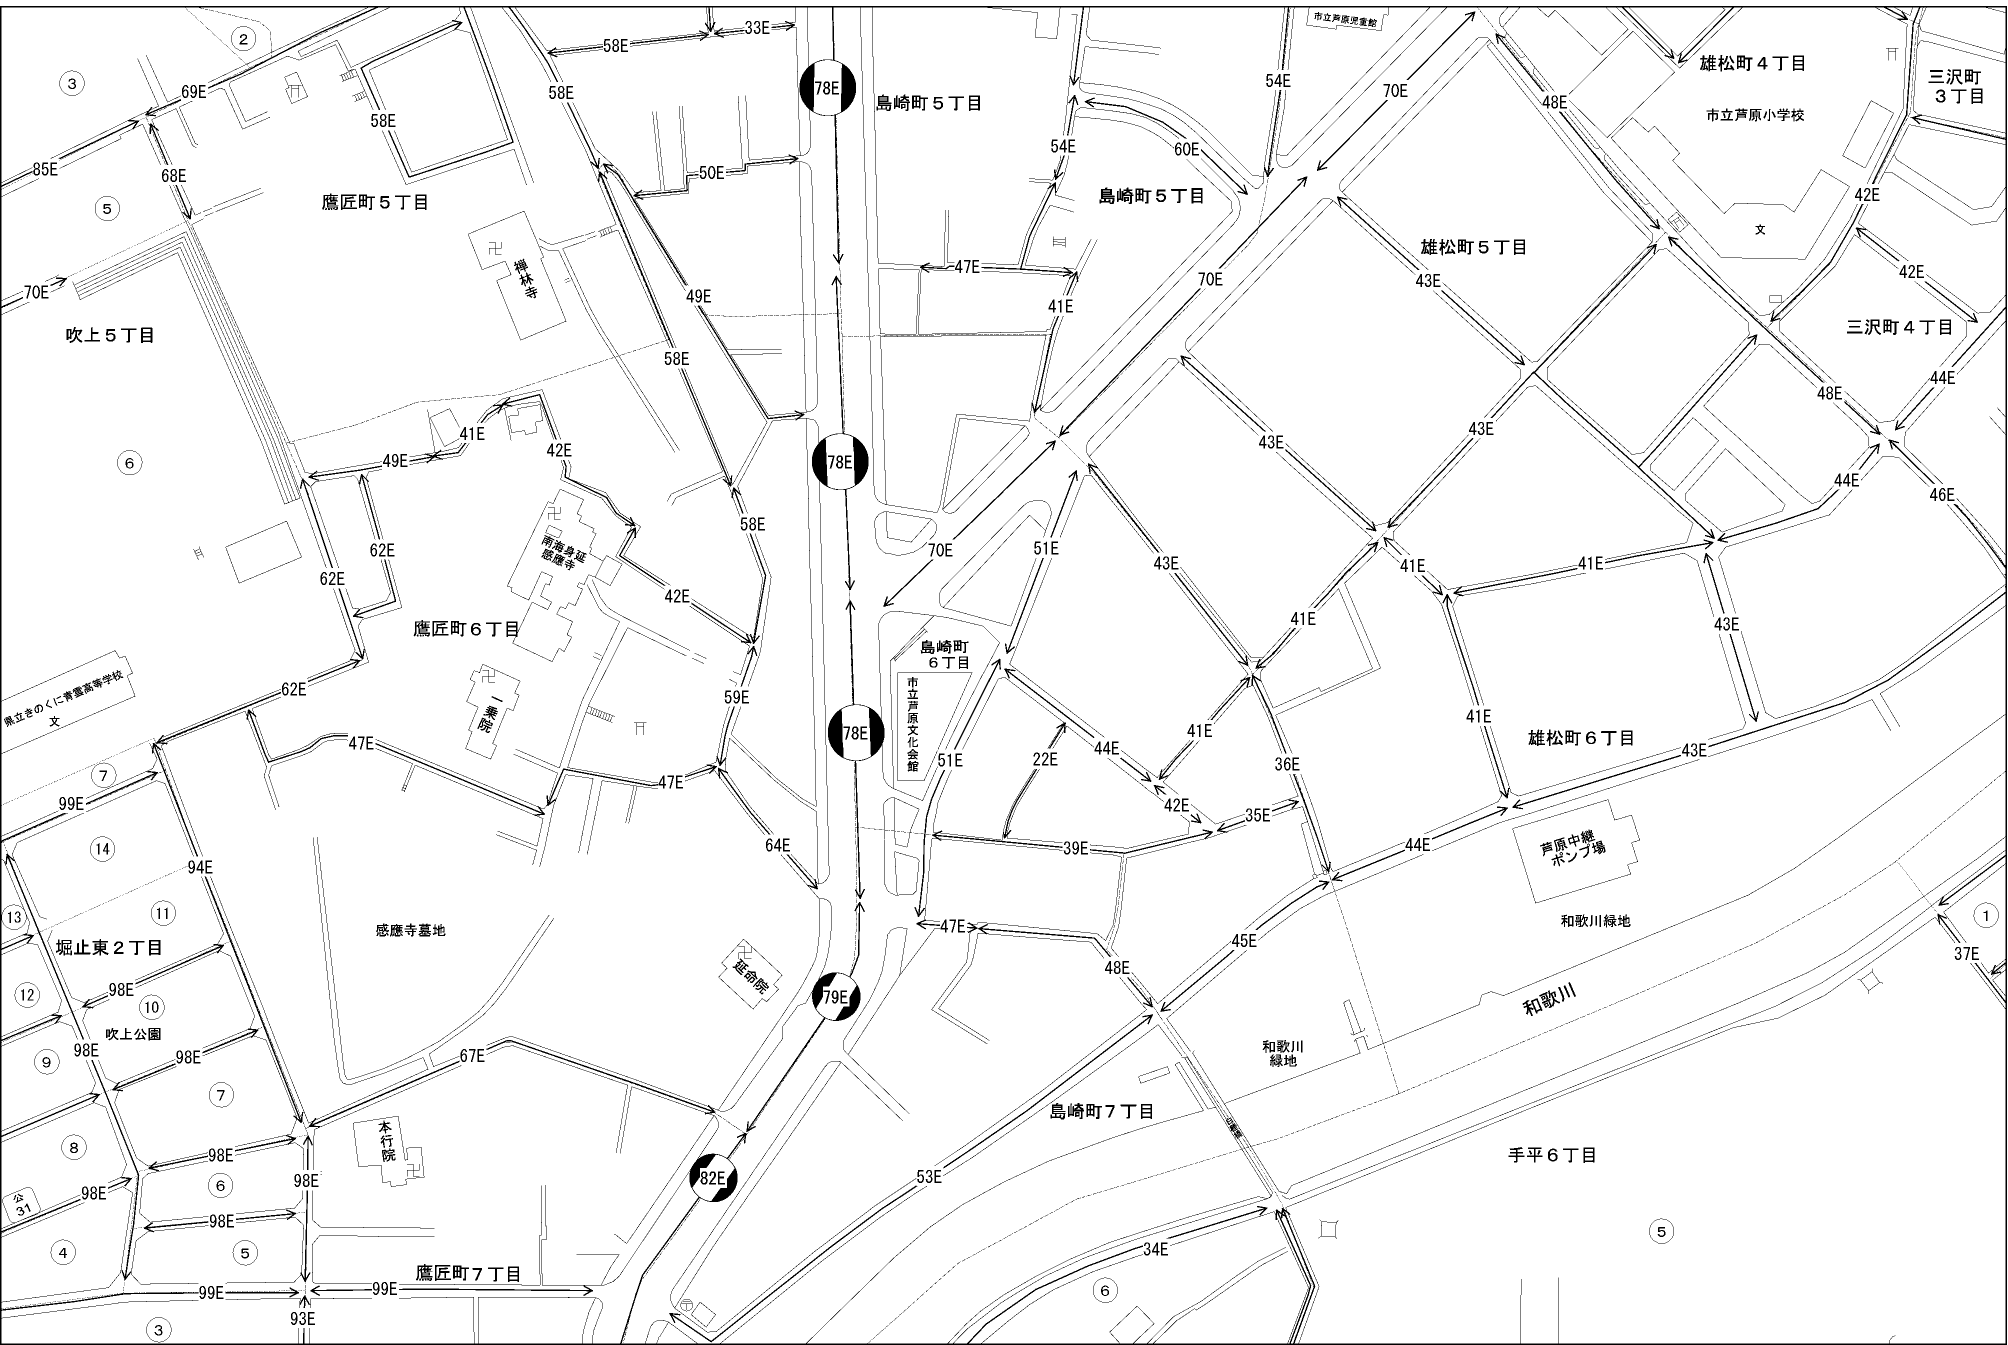 市立芦原児童館
②
58E
33E
雄松町４丁目
三沢町
３丁目
③
69E
58E
78E
島崎町５丁目
54E
70E
48E
市立芦原小学校
58E
54E
60E
85E
68E
50E
⑤
鷹匠町５丁目
島崎町５丁目
42E
文
禅林寺
47E
雄松町５丁目
42E
70E
49E
41E
70E
43E
吹上５丁目
58E
三沢町４丁目
44E
48E
41E
42E
43E
43E
⑥
49E
78E
44E
46E
58E
南海身延
感應寺
62E
62E
51E
70E
43E
41E
41E
42E
鷹匠町６丁目
41E
43E
島崎町
６丁目
県立きのくに青雲高等学校
文
62E
59E
一乗院
市立芦原文化会館
41E
47E
78E
41E
44E
雄松町６丁目
22E
51E
36E
43E
⑦
47E
99E
42E
35E
64E
39E
44E
芦原中継
ポンプ場
⑭
94E
⑬
⑪
感應寺墓地
47E
和歌川緑地
①
堀止東２丁目
45E
37E
延命院
48E
⑫
98E
⑩
79E
和歌川
吹上公園
98E
98E
67E
⑨
和歌川
緑地
⑦
島崎町７丁目
⑧
本行院
98E
手平６丁目
98E
82E
53E
98E
⑥
公
31
98E
⑤
④
34E
⑤
鷹匠町７丁目
99E
99E
⑥
93E
③